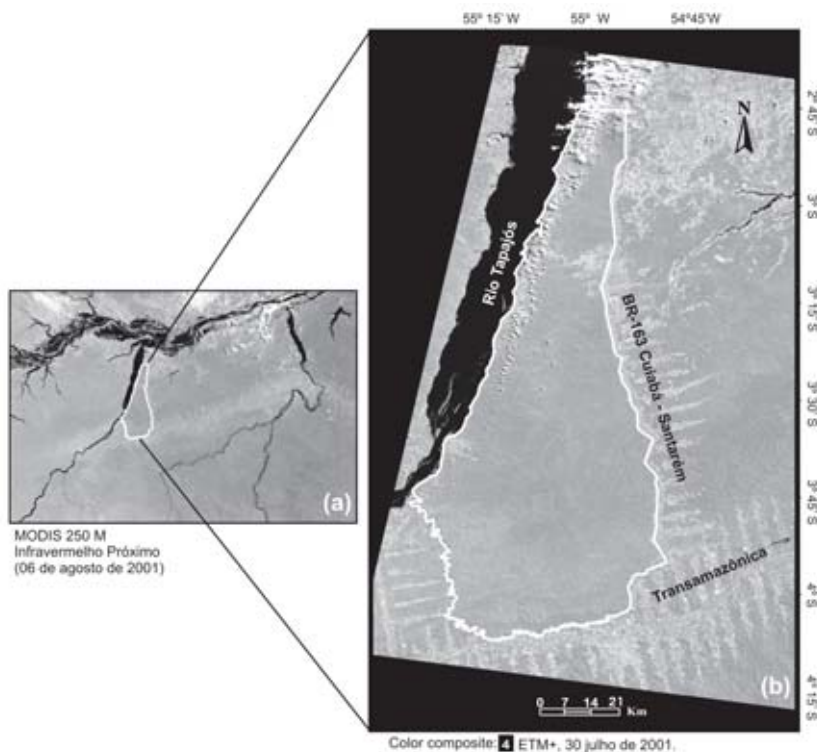 55º 15' W
55º W
54º45' W
2º 45'S
3º S
3º 15'S
3º 30'S
3º 45'S
4º S
4º 15'S
N
Rio Tapajós
BR-163 Cuiabá - Santarém
Transamazônica
(a)
MODIS 250 M
Infravermelho Próximo
(06 de agosto de 2001)
(b)
0 7 14 21
Km
Color composite: 4 ETM+, 30 julho de 2001.